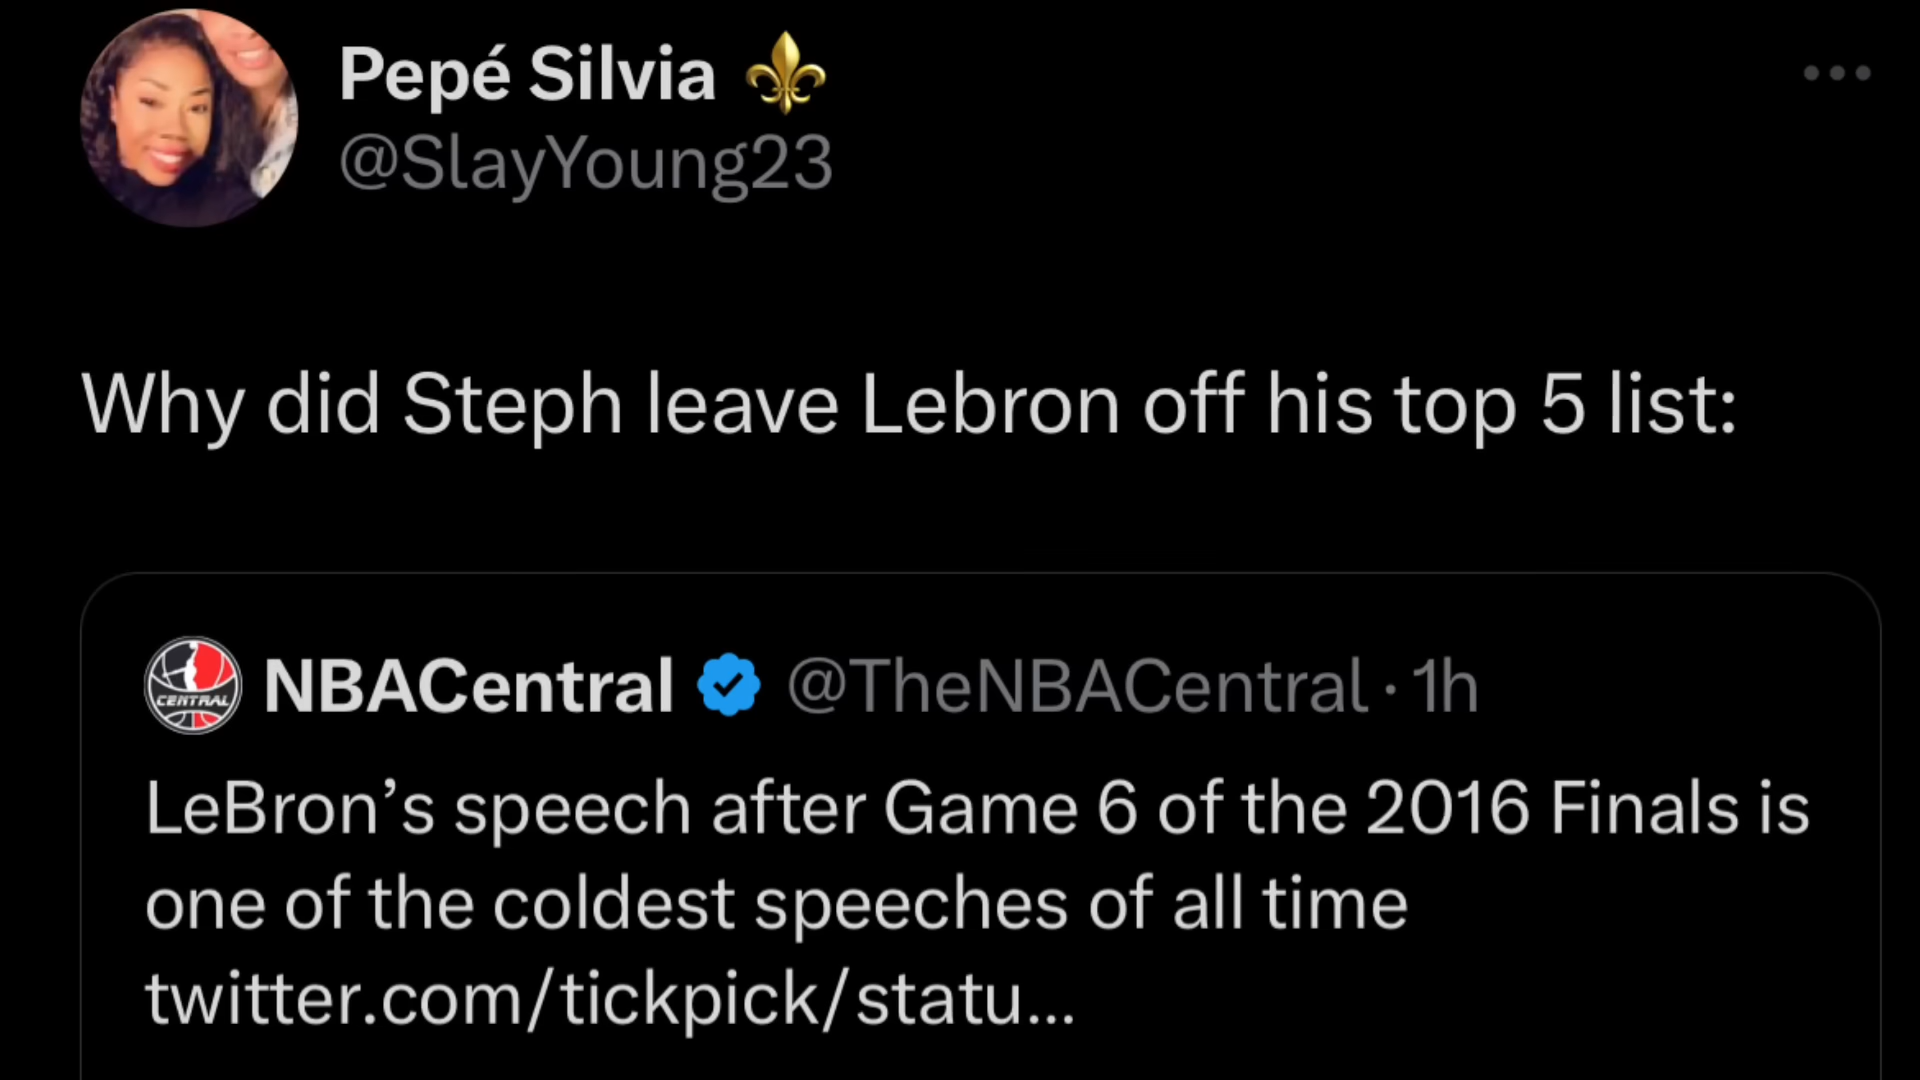 Pepé Silvia ⚜️
@SlayYoung23
Why did Steph leave Lebron off his top 5 list:
CENTRAL
NBACentral @TheNBACentral · 1h
LeBron’s speech after Game 6 of the 2016 Finals is
one of the coldest speeches of all time
twitter.com/tickpick/statu...